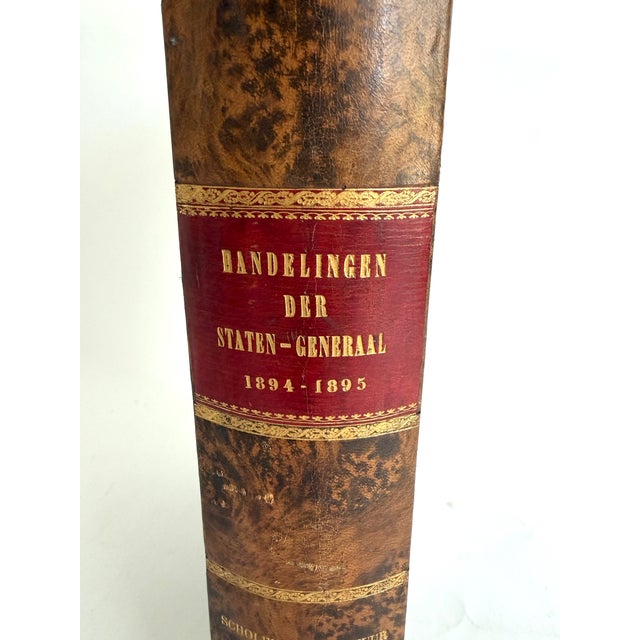 HANDELINGEN
DER
STATEN-GENERAAL
1894-1895